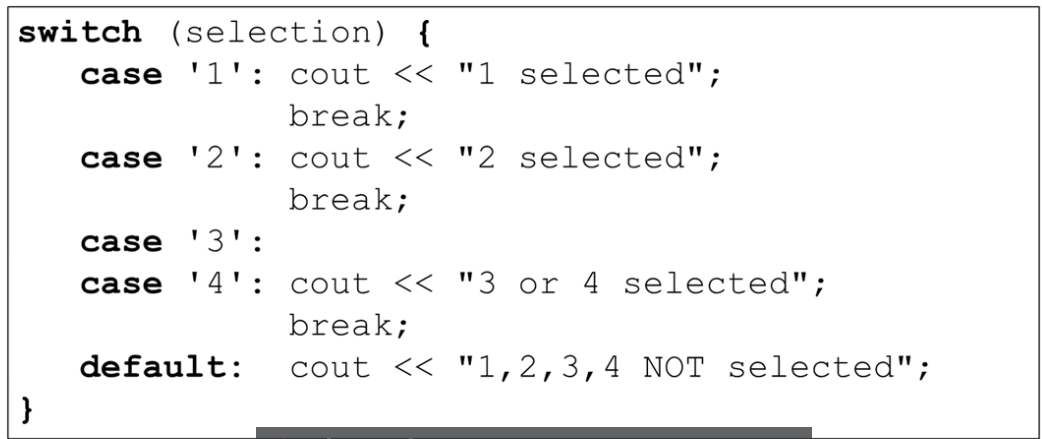 switch (selection) {
case '1': cout << "1 selected";
break;
case '2': cout << "2 selected";
break;
case '3':
case '4': cout << "3 or 4 selected";
break;
default: cout << "1,2,3,4 NOT selected";
}